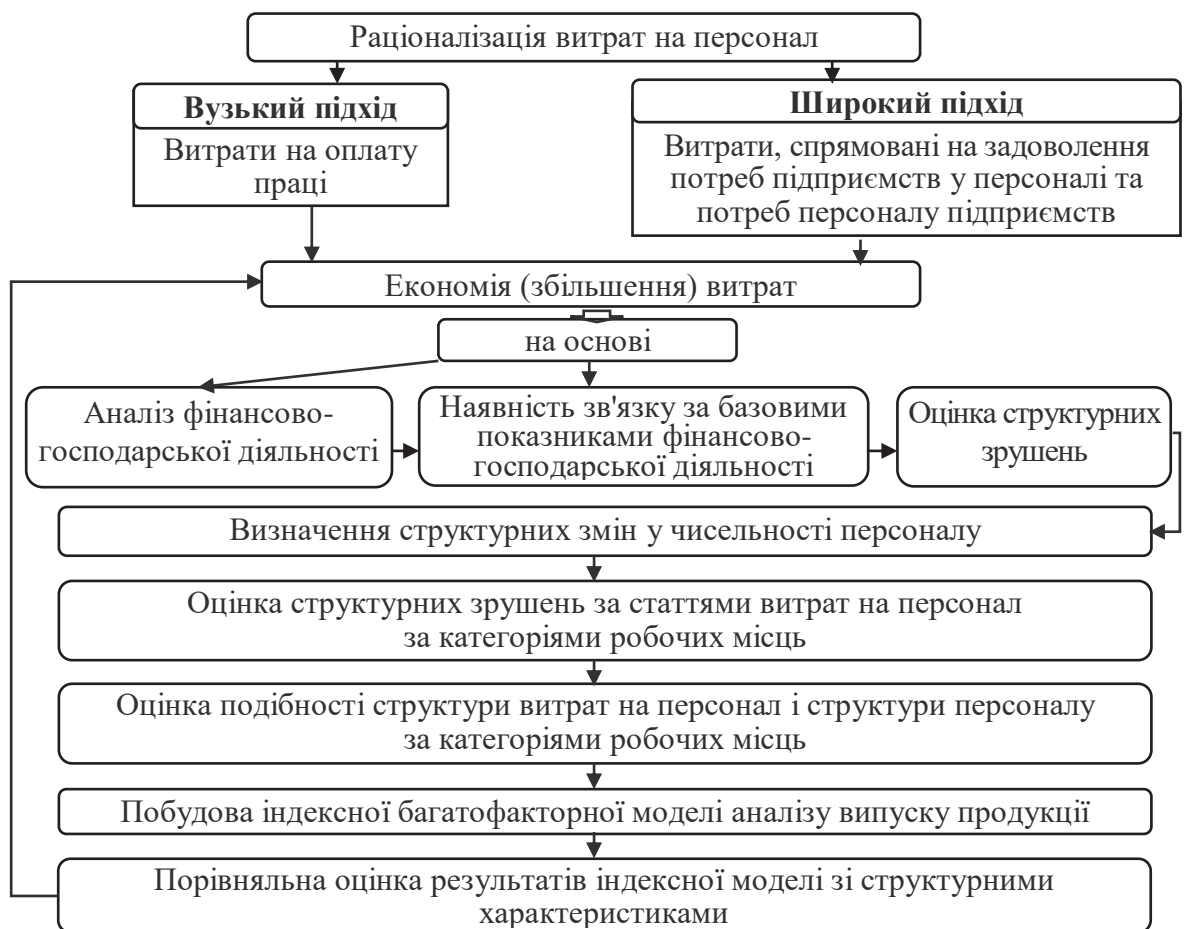 Раціоналізація витрат на персонал
Вузький підхід
Витрати на оплату
праці
Широкий підхід
Витрати, спрямовані на задоволення
потреб підприємств у персоналі та
потреб персоналу підприємств
Економія (збільшення) витрат
на основі
Аналіз фінансово-
господарської діяльності
Наявність зв'язку за базовими
показниками фінансово-
господарської діяльності
Оцінка структурних
зрушень
Визначення структурних змін у чисельності персоналу
Оцінка структурних зрушень за статтями витрат на персонал
за категоріями робочих місць
Оцінка подібності структури витрат на персонал і структури персоналу
за категоріями робочих місць
Побудова індексної багатофакторної моделі аналізу випуску продукції
Порівняльна оцінка результатів індексної моделі зі структурними
характеристиками